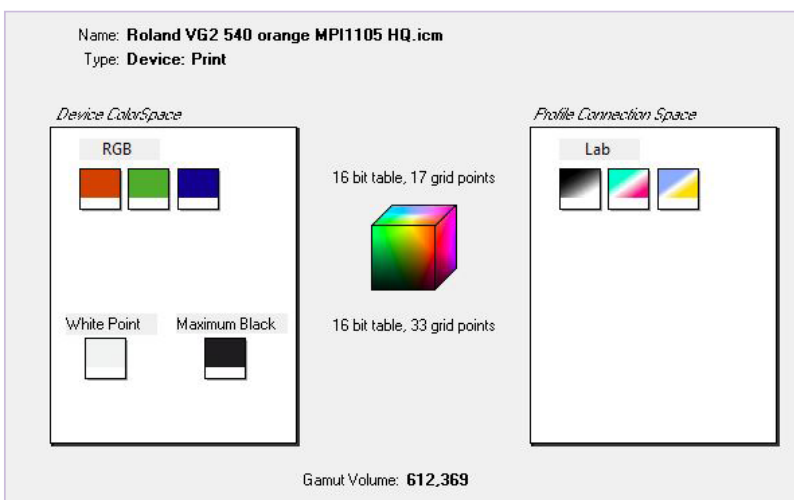 Name: Roland VG2 540 orange MPI1105 HQ.icm
Type: Device: Print
Device ColorSpace
Profile Connection Space
RGB
Lab
16 bit table, 17 grid points
White Point
Maximum Black
16 bit table, 33 grid points
Gamut Volume: 612,369